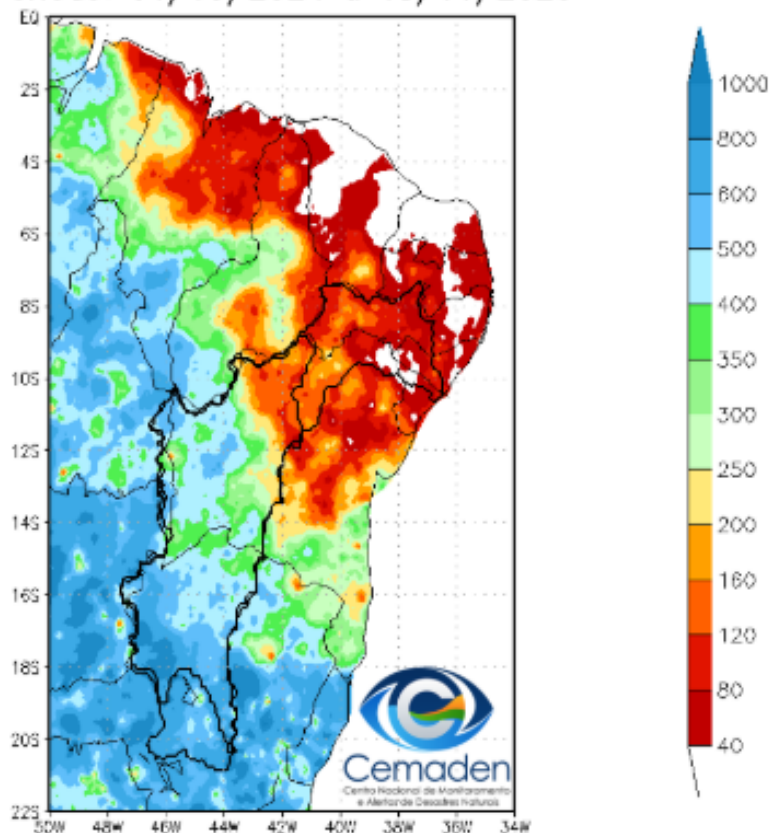 E0
2S
4S
6S
8S
10S
12S
14S
16S
18S
20S
22S
50W 48W 46W 44W 42W 40W 38W 36W 34W
1000
800
600
500
400
350
300
250
200
160
120
80
40
Cemaden
Centro Nacional de Monitoramento
e Alertas de Desastres Naturais